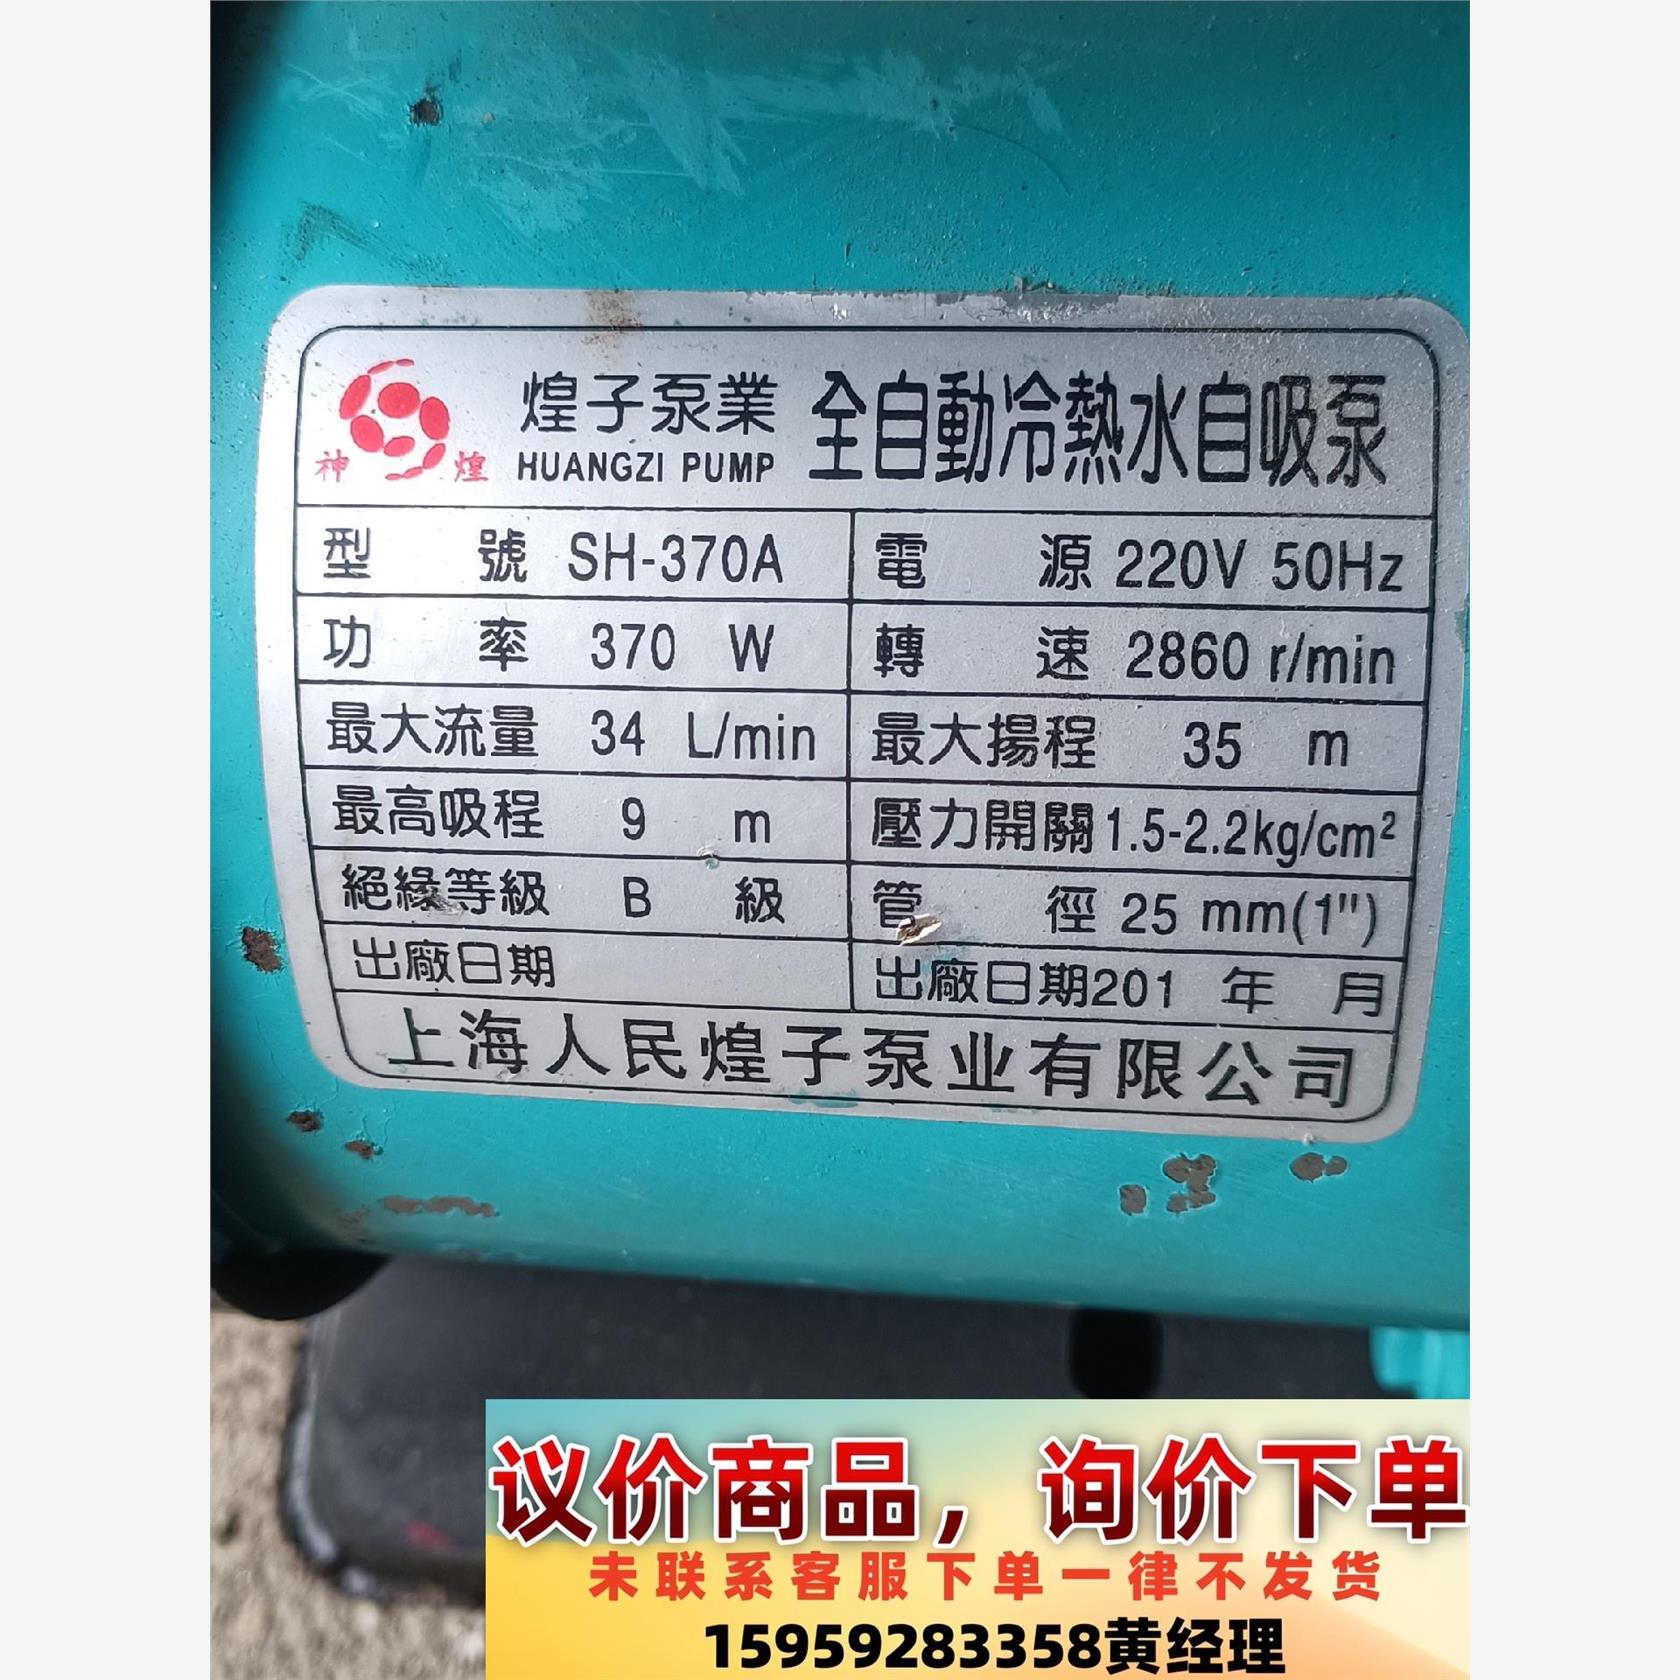 神煌
煌子泵業
HUANGZI PUMP
全自動冷熱水自吸泵
型號 SH-370A 電源 220V 50Hz
功率 370 W 轉速 2860 r/min
最大流量 34 L/min 最大揚程 35 m
最高吸程 9 m 壓力開關 1.5-2.2kg/cm²
絕緣等級 B 級 管徑 25 mm(1")
出廠日期 出廠日期201 年 月
上海人民煌子泵业有限公司
议价商品，询价下单
未联系客服下单一律不发货
15959283358黄经理